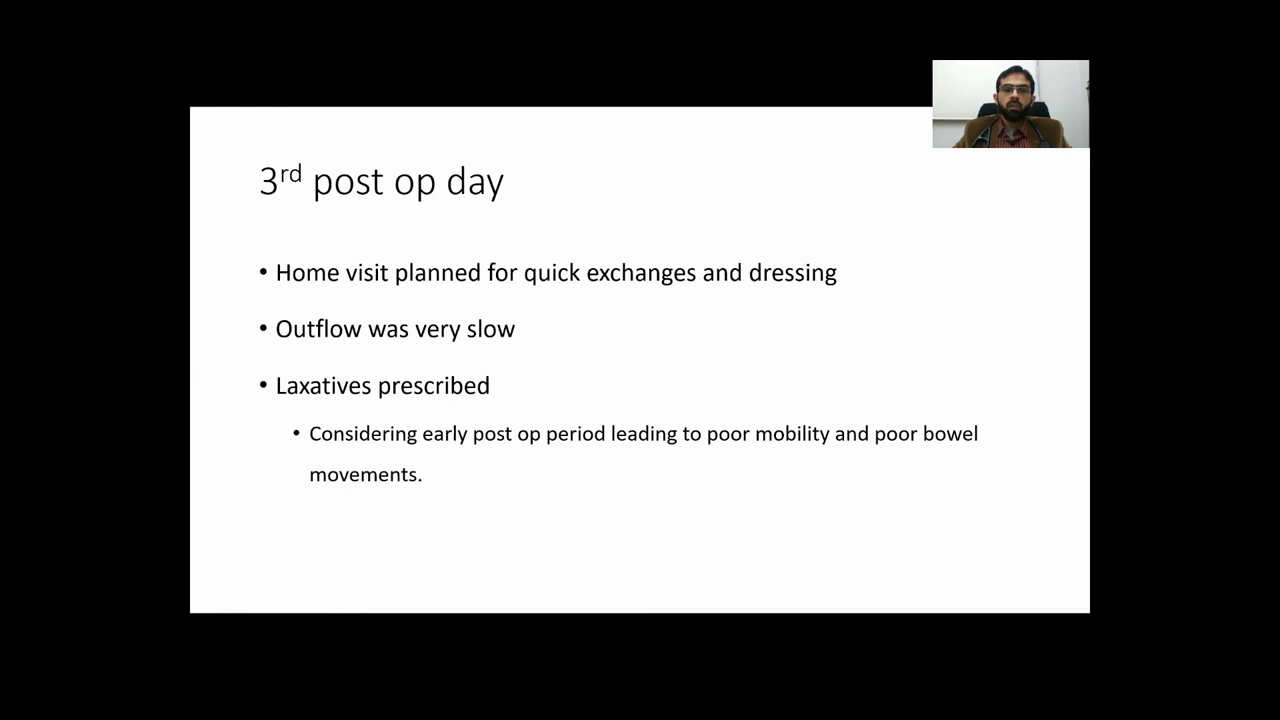 3rd post op day
• Home visit planned for quick exchanges and dressing
• Outflow was very slow
• Laxatives prescribed
• Considering early post op period leading to poor mobility and poor bowel
movements.